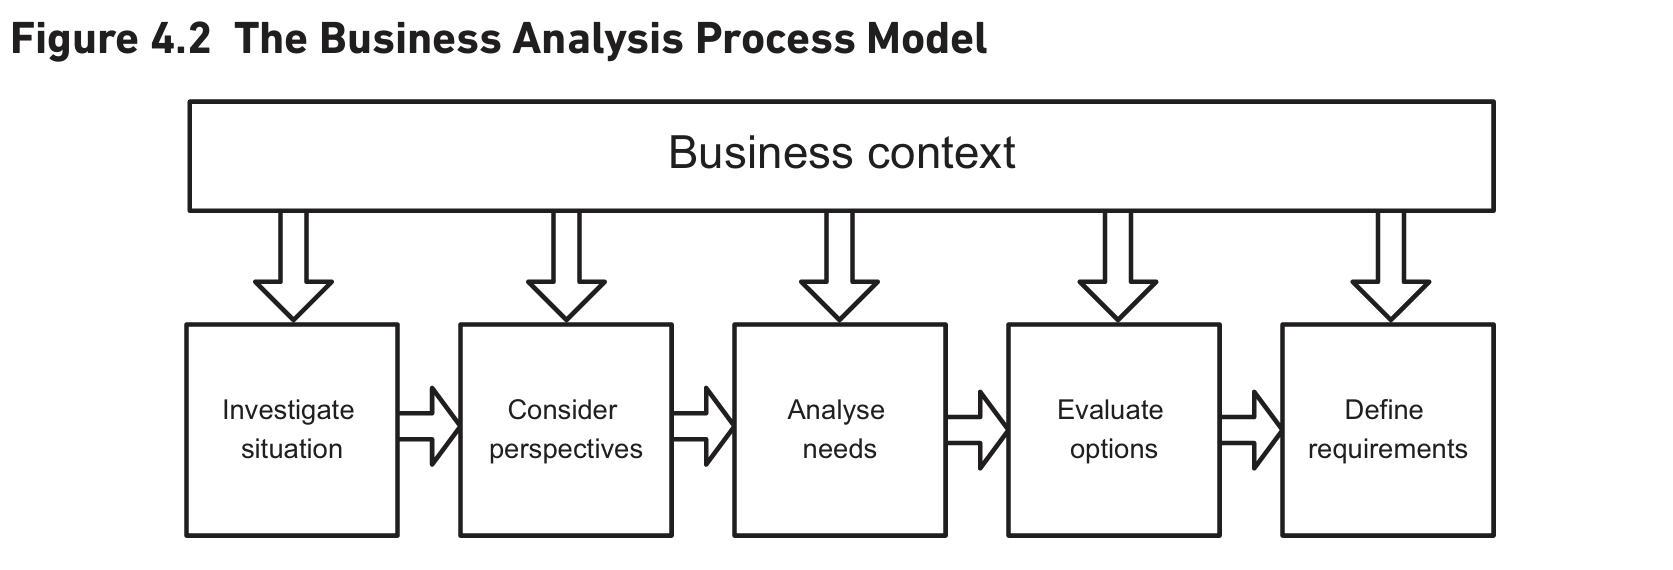 Figure 4.2 The Business Analysis Process Model
Business context
Investigate
situation
Consider
perspectives
Analyse
needs
Evaluate
options
Define
requirements